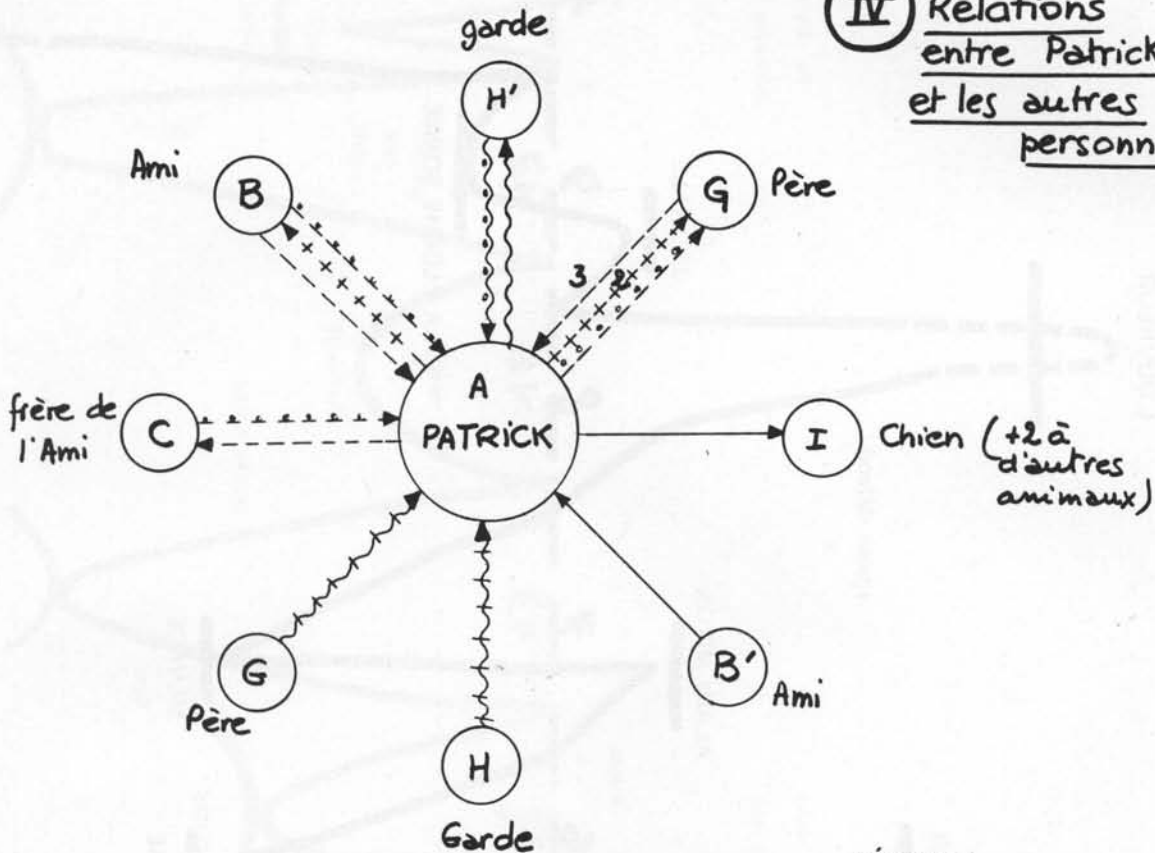 IV Relations
entre Patrick
et les autres
personn
garde
H'
Ami
B
G
Père
3 2
A
PATRICK
frère de
l'Ami
C
I
Chien (+2 à
d'autres
animaux)
G
Père
B'
Ami
H
Garde